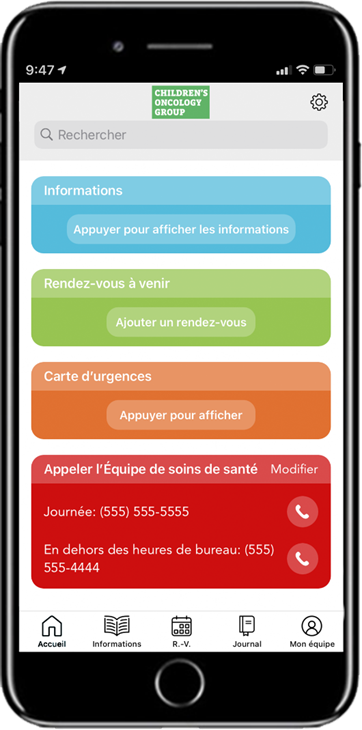 9:47
CHILDREN'S
ONCOLOGY
GROUP
Rechercher
Informations
Appuyer pour afficher les informations
Rendez-vous à venir
Ajouter un rendez-vous
Carte d'urgences
Appuyer pour afficher
Appeler l'Équipe de soins de santé Modifier
Journée: (555) 555-5555
En dehors des heures de bureau: (555)
555-4444
Accueil Informations R.-V. Journal Mon équipe